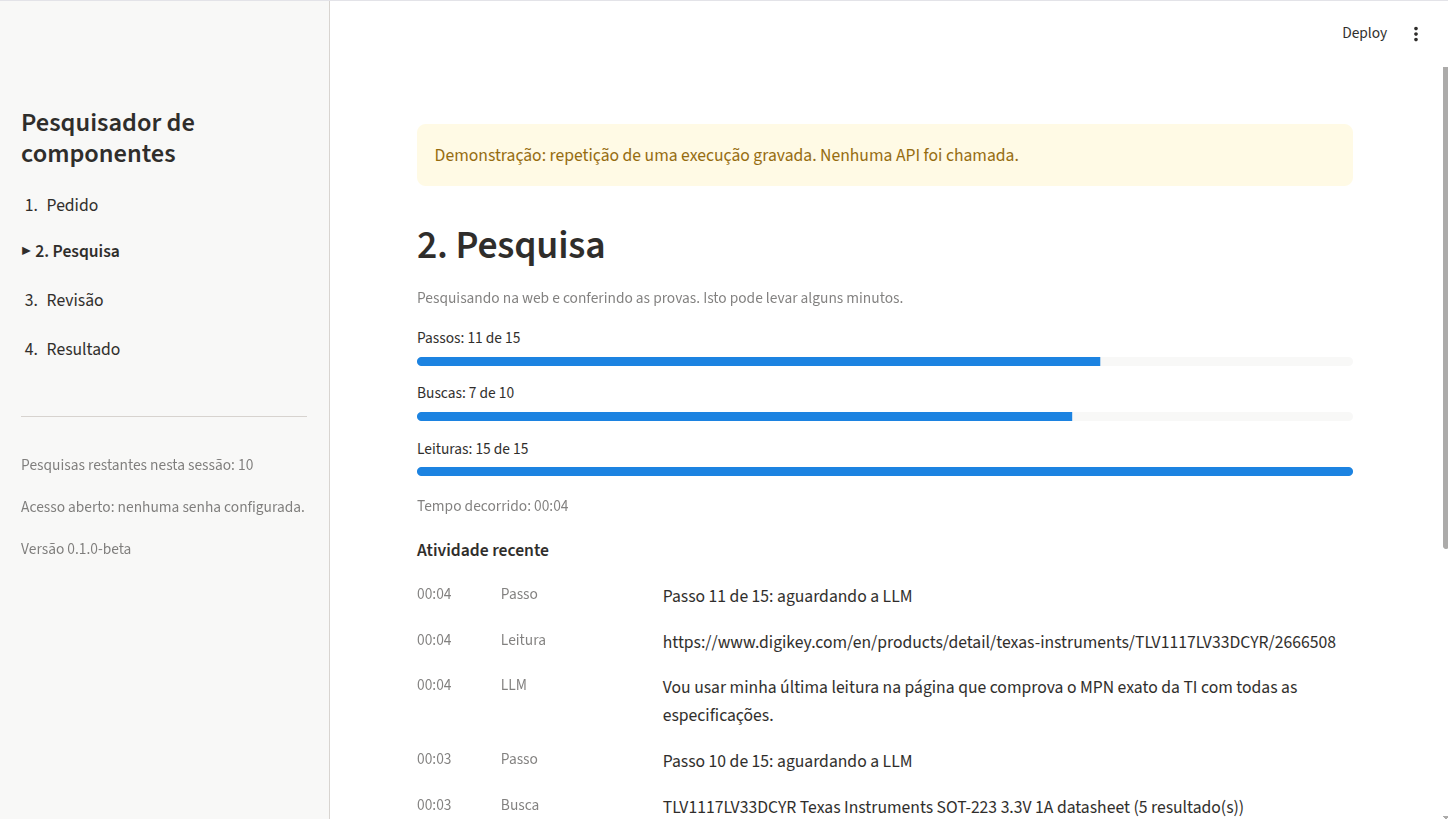 Deploy
Pesquisador de
componentes
1. Pedido
▸ 2. Pesquisa
3. Revisão
4. Resultado
Pesquisas restantes nesta sessão: 10
Acesso aberto: nenhuma senha configurada.
Versão 0.1.0-beta
Demonstração: repetição de uma execução gravada. Nenhuma API foi chamada.
2. Pesquisa
Pesquisando na web e conferindo as provas. Isto pode levar alguns minutos.
Passos: 11 de 15
Buscas: 7 de 10
Leituras: 15 de 15
Tempo decorrido: 00:04
Atividade recente
00:04 Passo Passo 11 de 15: aguardando a LLM
00:04 Leitura https://www.digikey.com/en/products/detail/texas-instruments/TLV1117LV33DCYR/2666508
00:04 LLM Vou usar minha última leitura na página que comprova o MPN exato da TI com todas as
especificações.
00:03 Passo Passo 10 de 15: aguardando a LLM
00:03 Busca TLV1117LV33DCYR Texas Instruments SOT-223 3.3V 1A datasheet (5 resultado(s))